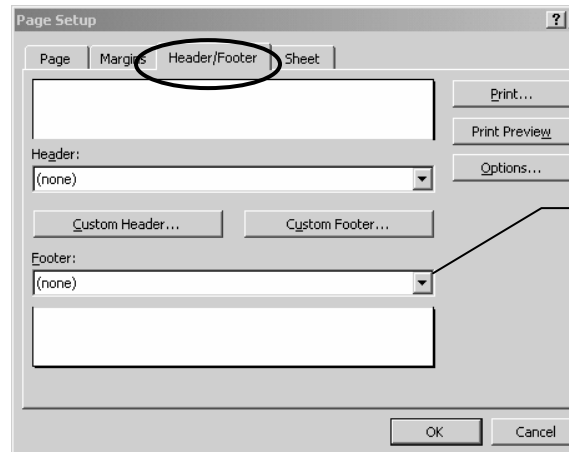 Page Setup ?
Page Margins Header/Footer Sheet
Print...
Print Preview
Header:
(none)
Options...
Custom Header... Custom Footer...
Footer:
(none)
OK Cancel